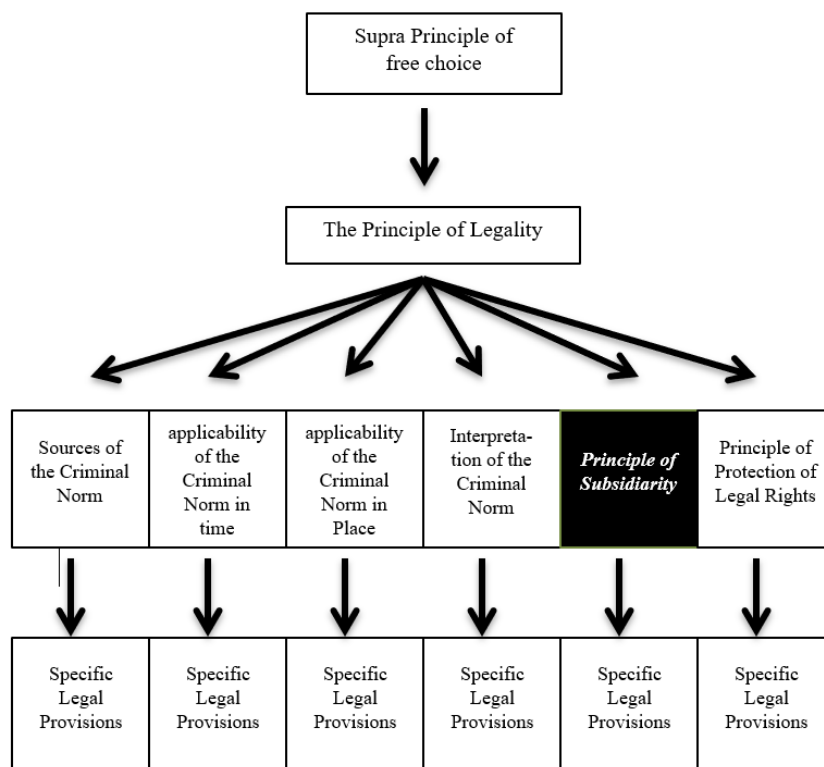 Supra Principle of
free choice
The Principle of Legality
Sources of
the Criminal
Norm
applicability
of the
Criminal
Norm in
time
applicability
of the
Criminal
Norm in
Place
Interpreta-
tion of the
Criminal
Norm
Principle of
Subsidiarity
Principle of
Protection of
Legal Rights
Specific
Legal
Provisions
Specific
Legal
Provisions
Specific
Legal
Provisions
Specific
Legal
Provisions
Specific
Legal
Provisions
Specific
Legal
Provisions